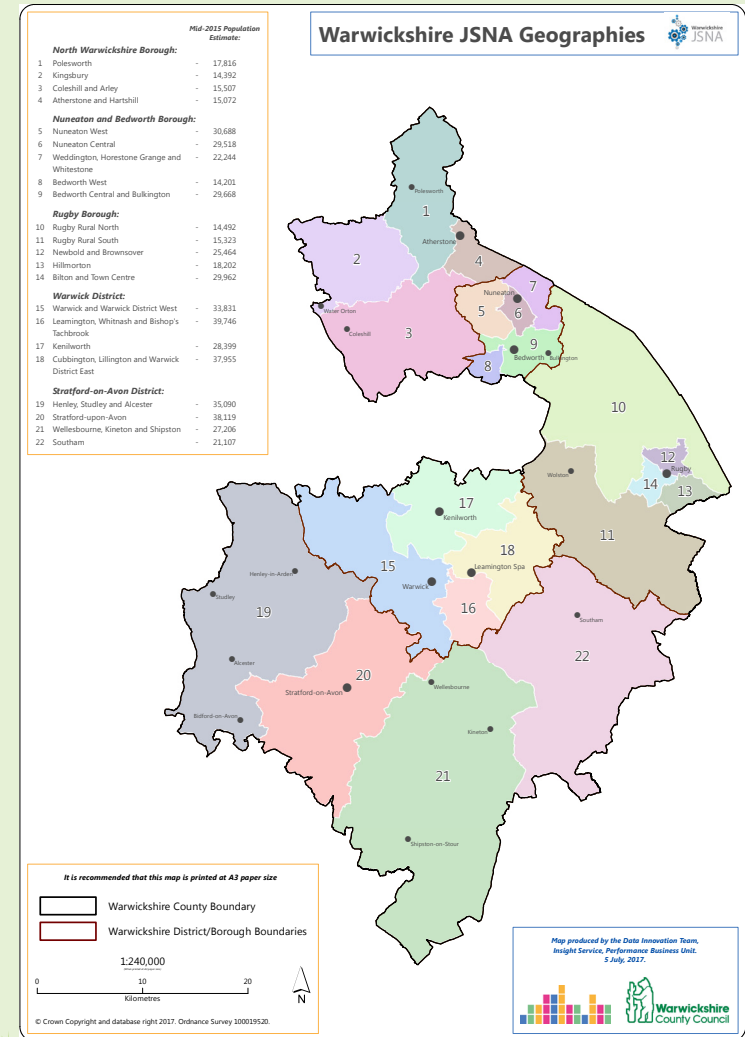 Warwickshire JSNA Geographies
Warwickshire
JSNA
Mid-2015 Population
Estimate:
North Warwickshire Borough:
1 Polesworth - 17,816
2 Kingsbury - 14,392
3 Coleshill and Arley - 15,507
4 Atherstone and Hartshill - 15,072
Nuneaton and Bedworth Borough:
5 Nuneaton West - 30,688
6 Nuneaton Central - 29,518
7 Weddington, Horestone Grange and - 22,244
Whitestone
8 Bedworth West - 14,201
9 Bedworth Central and Bulkington - 29,668
Rugby Borough:
10 Rugby Rural North - 14,492
11 Rugby Rural South - 15,323
12 Newbold and Brownsover - 25,464
13 Hillmorton - 18,202
14 Bilton and Town Centre - 29,962
Warwick District:
15 Warwick and Warwick District West - 33,831
16 Leamington, Whitnash and Bishop's - 39,746
Tachbrook
17 Kenilworth - 28,399
18 Cubbington, Lillington and Warwick - 37,955
District East
Stratford-on-Avon District:
19 Henley, Studley and Alcester - 35,090
20 Stratford-upon-Avon - 38,119
21 Wellesbourne, Kineton and Shipston - 27,206
22 Southam - 21,107
Polesworth
1
Atherstone
2
4
7
Nuneaton
Water Orton
5
6
Coleshill
3
9
Bedworth
Bulkington
8
10
12
Rugby
Wolston
14
13
17
Kenilworth
11
18
15
Leamington Spa
Henley-in-Arden
Warwick
Studley
16
19
Southam
22
Alcester
20
Stratford-on-Avon
Wellesbourne
Bidford-on-Avon
Kineton
21
Shipston-on-Stour
It is recommended that this map is printed at A3 paper size
Warwickshire County Boundary
Warwickshire District/Borough Boundaries
1:240,000
0 10 20
Kilometres
N
© Crown Copyright and database right 2017. Ordnance Survey 100019520.
Map produced by the Data Innovation Team,
Insight Service, Performance Business Unit.
5 July, 2017.
Warwickshire
County Council